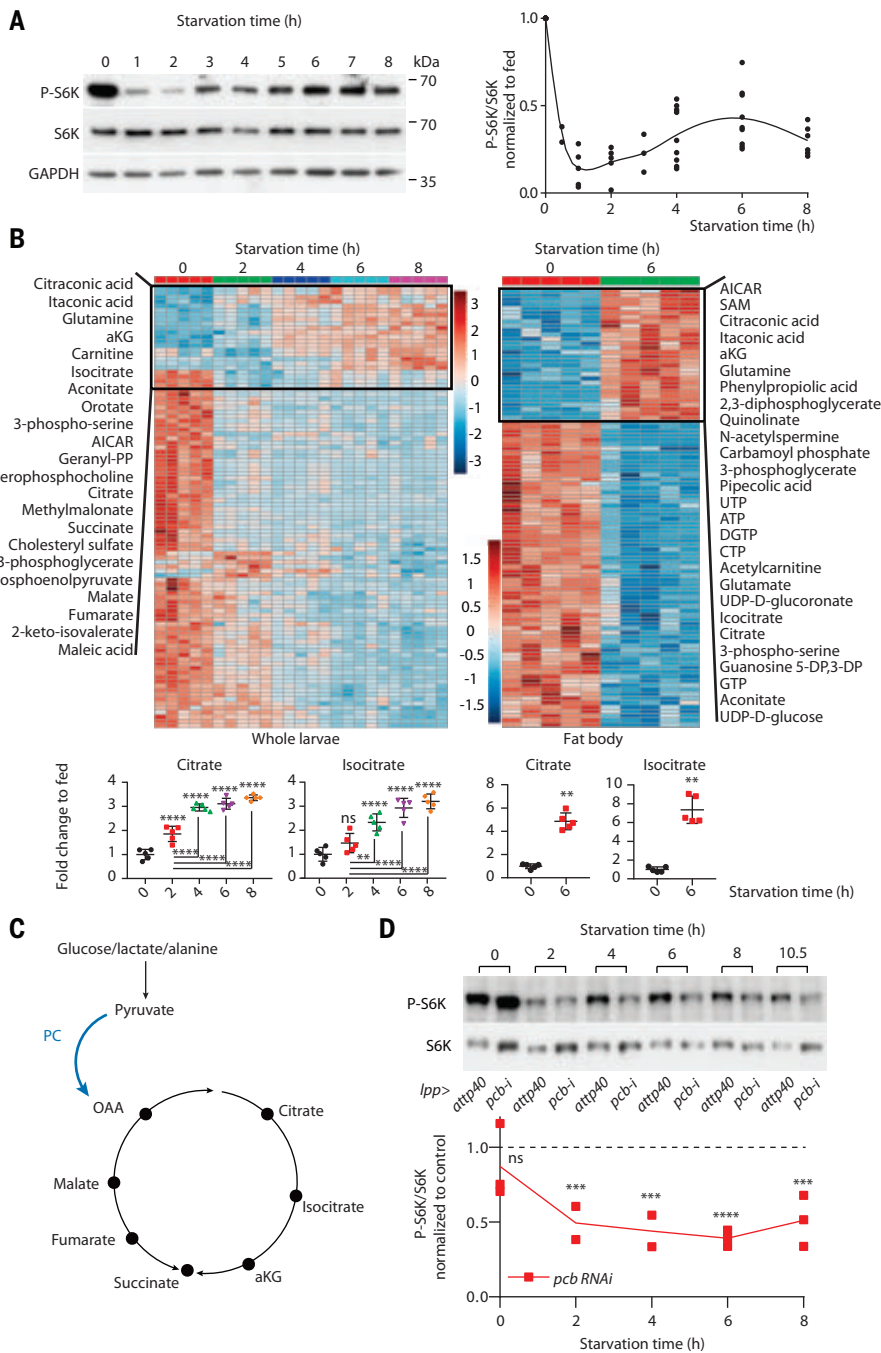 A
Starvation time (h)
0 1 2 3 4 5 6 7 8 kDa
P-S6K
70
S6K
70
GAPDH
35
P-S6K/S6K
normalized to fed
1.0
0.5
0.0
0 2 4 6 8
Starvation time (h)
B
Starvation time (h)
0 2 4 6 8
Citraconic acid
Itaconic acid
Glutamine
aKG
Carnitine
Isocitrate
Aconitate
Orotate
3-phospho-serine
AICAR
Geranyl-PP
erophosphocholine
Citrate
Methylmalonate
Succinate
Cholesteryl sulfate
3-phosphoglycerate
osphoenolpyruvate
Malate
Fumarate
2-keto-isovalerate
Maleic acid
3
2
1
0
-1
-2
-3
Whole larvae
Starvation time (h)
0 6
1.5
1
0.5
0
-0.5
-1
-1.5
AICAR
SAM
Citraconic acid
Itaconic acid
aKG
Glutamine
Phenylpropiolic acid
2,3-diphosphoglycerate
Quinolinate
N-acetylspermine
Carbamoyl phosphate
3-phosphoglycerate
Pipecolic acid
UTP
ATP
DGTP
CTP
Acetylcarnitine
Glutamate
UDP-D-glucoronate
Icocitrate
Citrate
3-phospho-serine
Guanosine 5-DP,3-DP
GTP
Aconitate
UDP-D-glucose
Fat body
Fold change to fed
Citrate
4
3
2
1
0
**** **** **** ****
**** **** ****
0 2 4 6 8
Isocitrate
4
3
2
1
0
ns **** **** ****
** **** ****
0 2 4 6 8
Citrate
8
6
4
2
0
**
0 6
Isocitrate
10
8
6
4
2
0
**
0 6
Starvation time (h)
C
Glucose/lactate/alanine
Pyruvate
PC
OAA
Citrate
Malate
Isocitrate
Fumarate
Succinate
aKG
D
Starvation time (h)
0 2 4 6 8 10.5
P-S6K
S6K
lpp>
attp40 pcb-i attp40 pcb-i attp40 pcb-i attp40 pcb-i attp40 pcb-i attp40 pcb-i
P-S6K/S6K
normalized to control
1.0
0.5
0.0
ns *** *** **** ***
pcb RNAi
0 2 4 6 8
Starvation time (h)